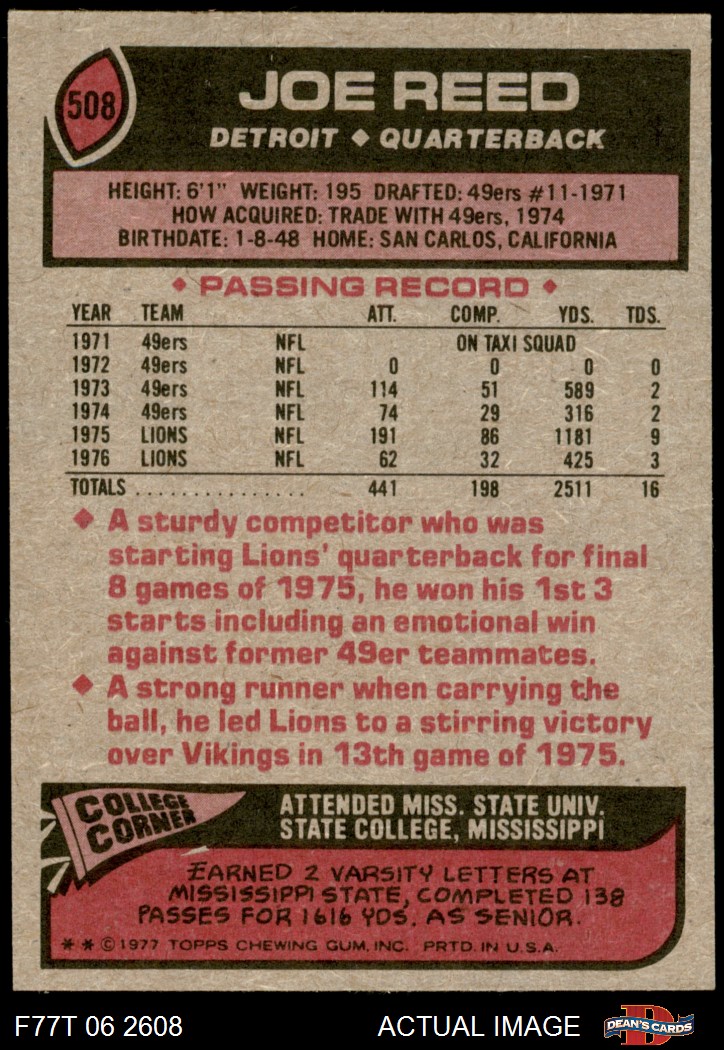 508
JOE REED
DETROIT ◆ QUARTERBACK
HEIGHT: 6'1" WEIGHT: 195 DRAFTED: 49ers #11-1971
HOW ACQUIRED: TRADE WITH 49ers, 1974
BIRTHDATE: 1-8-48 HOME: SAN CARLOS, CALIFORNIA
◆ PASSING RECORD ◆
YEAR TEAM ATT. COMP. YDS. TDS.
1971 49ers NFL ON TAXI SQUAD
1972 49ers NFL 0 0 0 0
1973 49ers NFL 114 51 589 2
1974 49ers NFL 74 29 316 2
1975 LIONS NFL 191 86 1181 9
1976 LIONS NFL 62 32 425 3
TOTALS ................ 441 198 2511 16
◆ A sturdy competitor who was
starting Lions' quarterback for final
8 games of 1975, he won his 1st 3
starts including an emotional win
against former 49er teammates.
◆ A strong runner when carrying the
ball, he led Lions to a stirring victory
over Vikings in 13th game of 1975.
COLLEGE
CORNER
ATTENDED MISS. STATE UNIV.
STATE COLLEGE, MISSISSIPPI
EARNED 2 VARSITY LETTERS AT
MISSISSIPPI STATE, COMPLETED 138
PASSES FOR 1616 YDS. AS SENIOR.
* * © 1977 TOPPS CHEWING GUM, INC. PRTD. IN U.S.A.
F77T 06 2608 ACTUAL IMAGE
D
DEAN'S CARDS